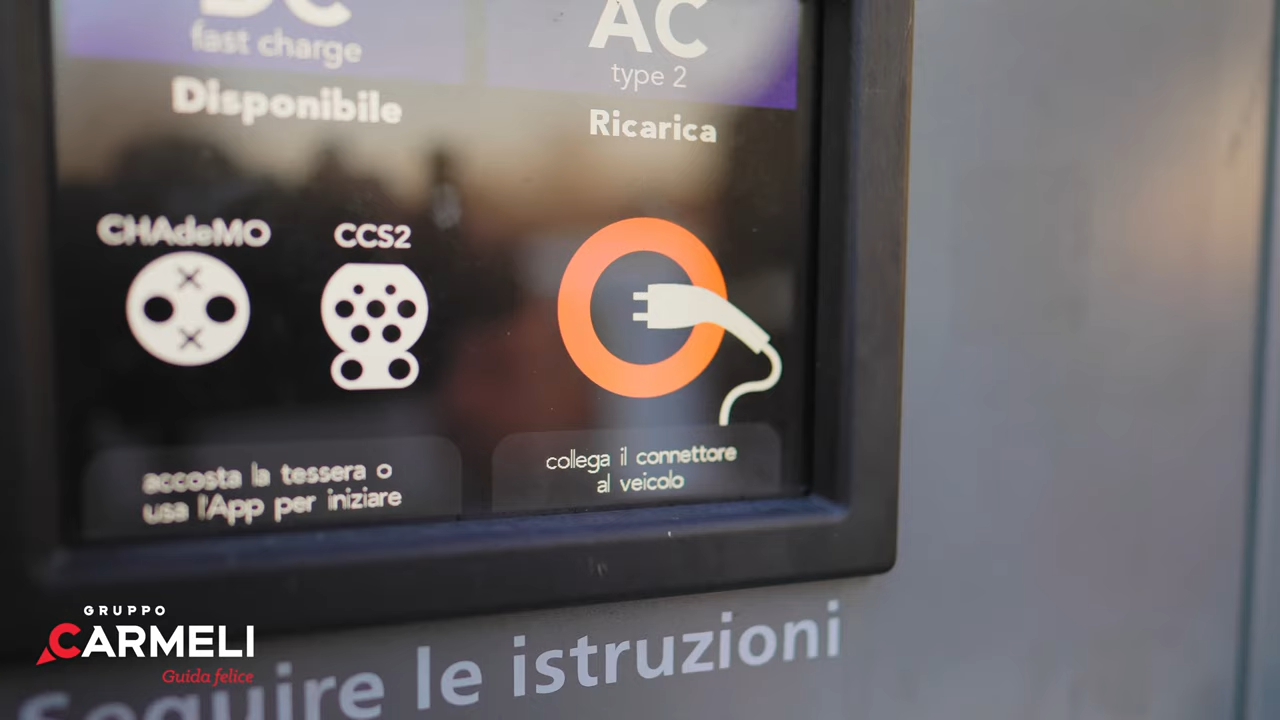 DC
fast charge
Disponibile
CHAdeMO
CCS2
accosta la tessera o
usa l'App per iniziare
AC
type 2
Ricarica
collega il connettore
al veicolo
Seguire le istruzioni
GRUPPO
CARMELI
Guida felice